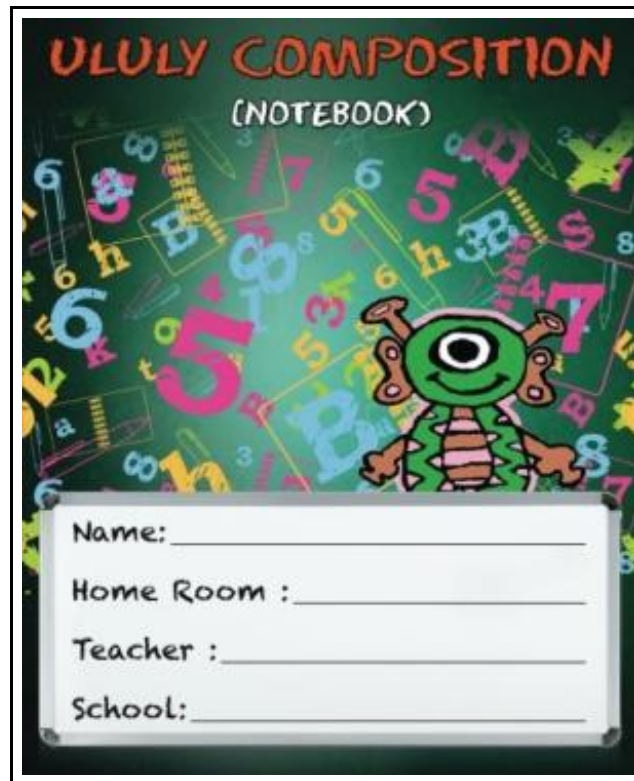 ULULY COMPOSITION
(NOTEBOOK)
Name:
Home Room :
Teacher :
School: